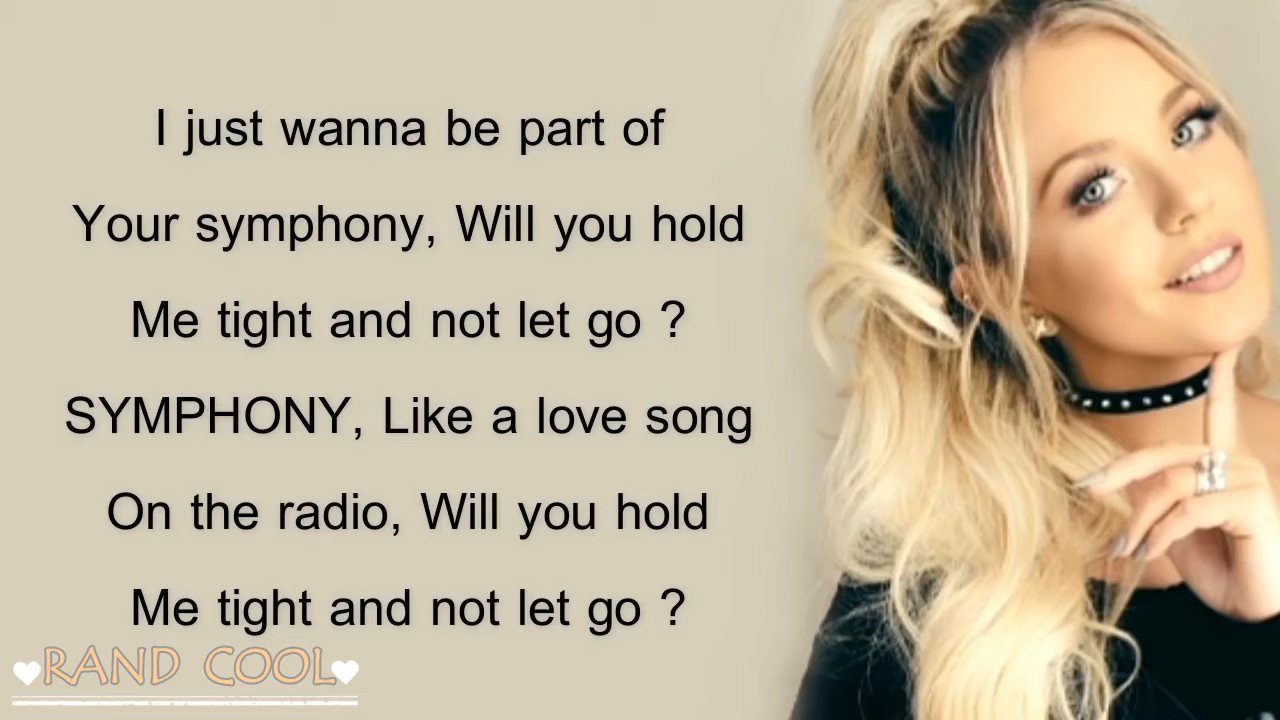 I just wanna be part of
Your symphony, Will you hold
Me tight and not let go ?
SYMPHONY, Like a love song
On the radio, Will you hold
Me tight and not let go ?
RAND COOL